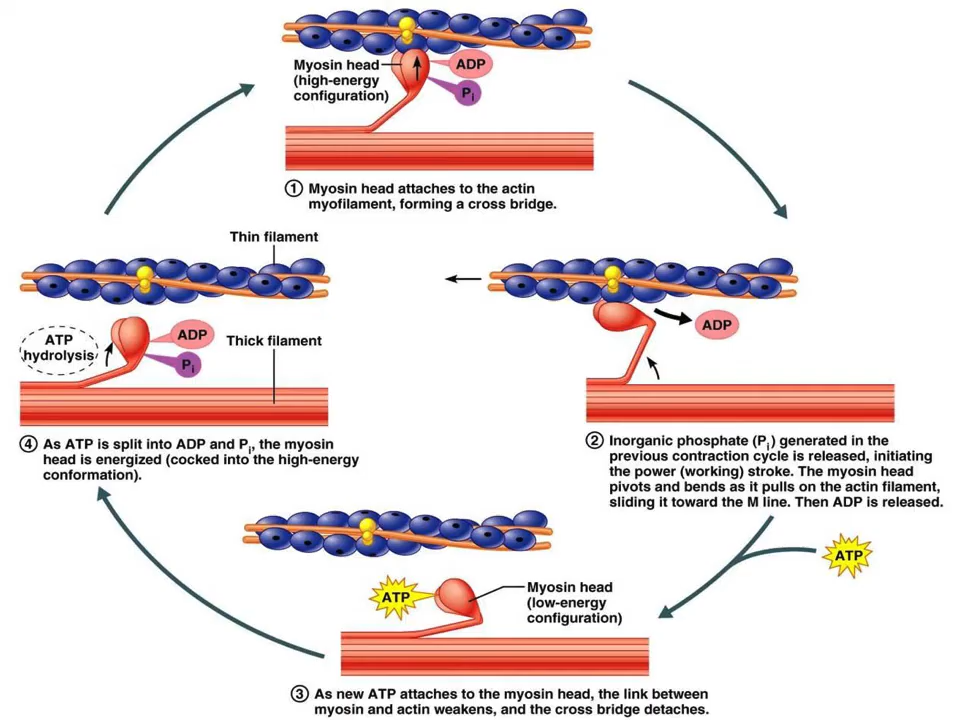 Myosin head
(high-energy
configuration)
ADP
Pi
① Myosin head attaches to the actin
myofilament, forming a cross bridge.
Thin filament
ATP
hydrolysis
ADP
Pi
Thick filament
④ As ATP is split into ADP and Pi, the myosin
head is energized (cocked into the high-energy
conformation).
ADP
② Inorganic phosphate (Pi) generated in the
previous contraction cycle is released, initiating
the power (working) stroke. The myosin head
pivots and bends as it pulls on the actin filament,
sliding it toward the M line. Then ADP is released.
ATP
ATP
Myosin head
(low-energy
configuration)
③ As new ATP attaches to the myosin head, the link between
myosin and actin weakens, and the cross bridge detaches.